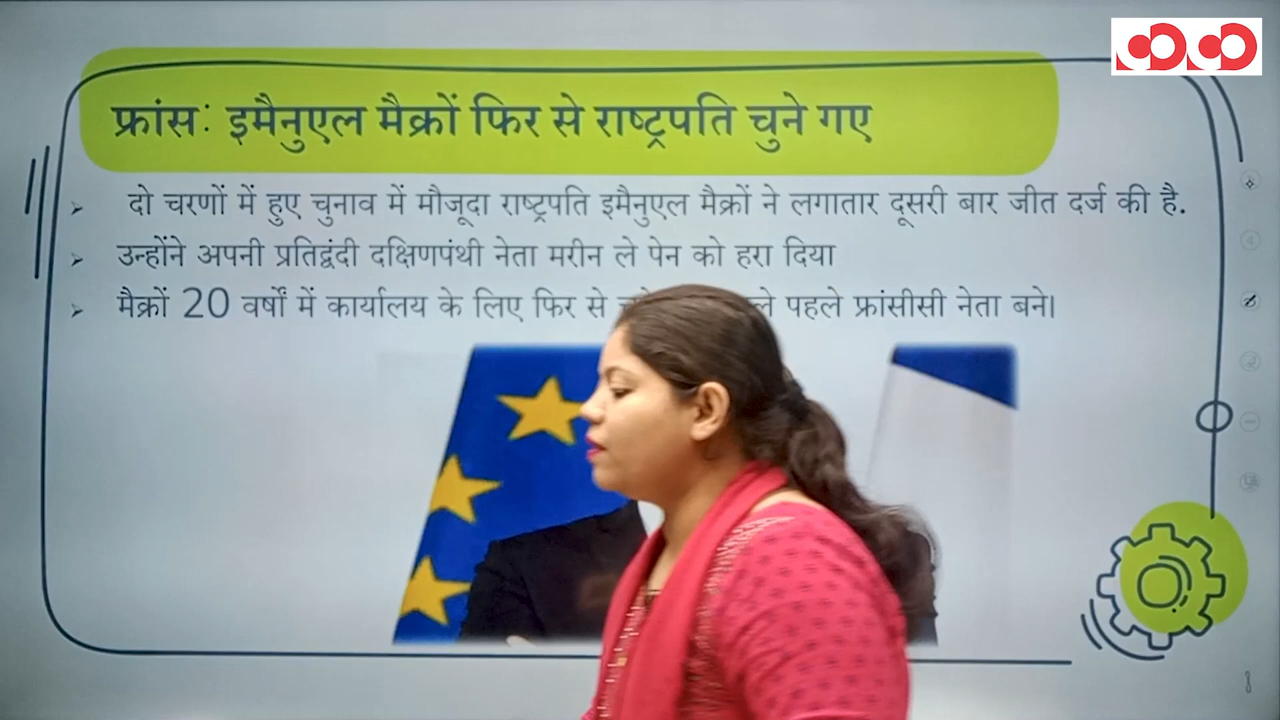 फ्रांस: इमैनुएल मैक्रों फिर से राष्ट्रपति चुने गए
दो चरणों में हुए चुनाव में मौजूदा राष्ट्रपति इमैनुएल मैक्रों ने लगातार दूसरी बार जीत दर्ज की है.
उन्होंने अपनी प्रतिद्वंदी दक्षिणपंथी नेता मरीन ले पेन को हरा दिया
मैक्रों 20 वर्षों में कार्यालय के लिए फिर से पहले फ्रांसीसी नेता बने।